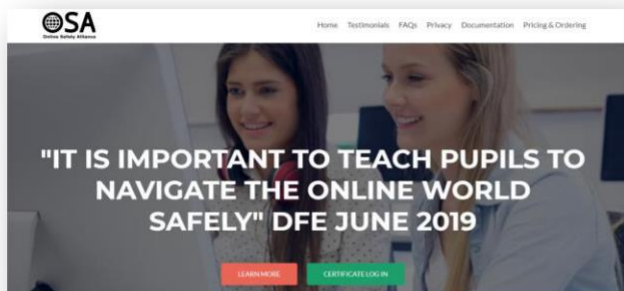 OSA
Online Safety Alliance
Home Testimonials FAQs Privacy Documentation Pricing & Ordering
"IT IS IMPORTANT TO TEACH PUPILS TO
NAVIGATE THE ONLINE WORLD
SAFELY" DFE JUNE 2019
LEARN MORE CERTIFICATE LOG IN